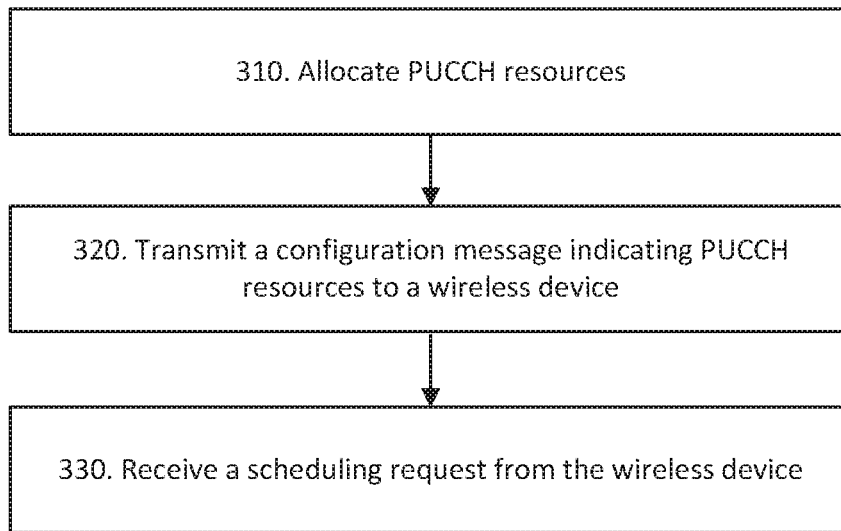 310. Allocate PUCCH resources
320. Transmit a configuration message indicating PUCCH
resources to a wireless device
330. Receive a scheduling request from the wireless device